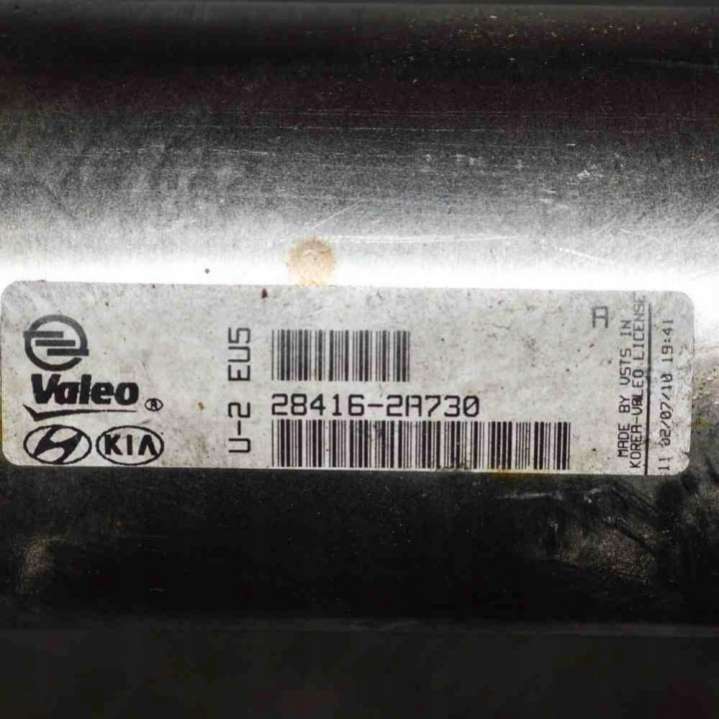 Valeo ®
KIA
U-2 EU5
28416-2A730
A
MADE BY VSTS IN
KOREA-VALEO LICENSE
11 02/07/10 19:41